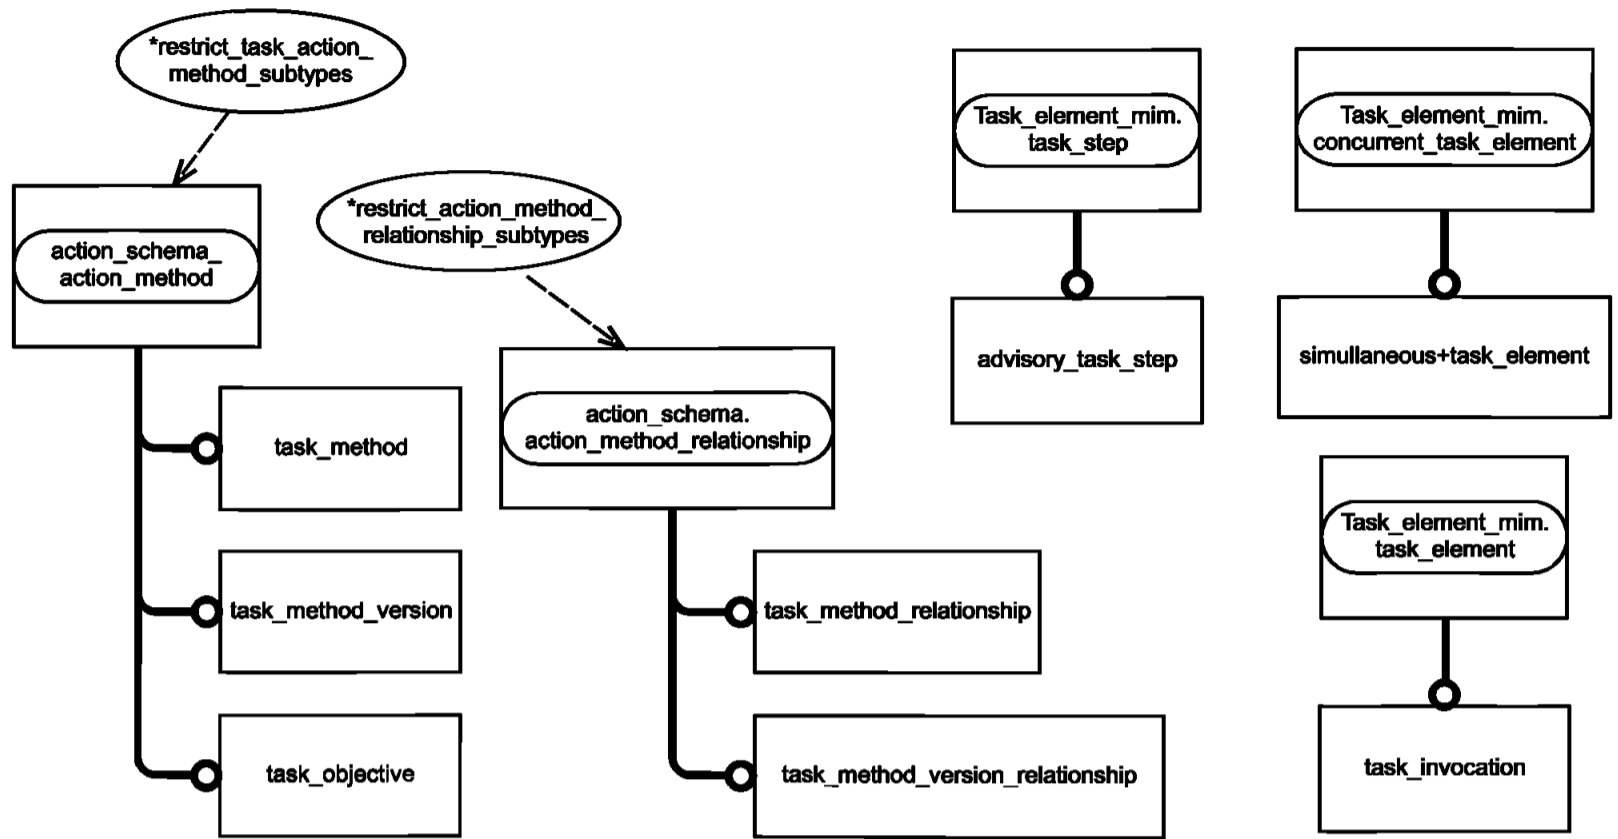 *restrict_task_action_
method_subtypes
action_schema_
action_method
*restrict_action_method_
relationship_subtypes
task_method
task_method_version
task_objective
action_schema.
action_method_relationship
task_method_relationship
task_method_version_relationship
Task_element_mim.
task_step
advisory_task_step
Task_element_mim.
concurrent_task_element
simullaneous+task_element
Task_element_mim.
task_element
task_invocation